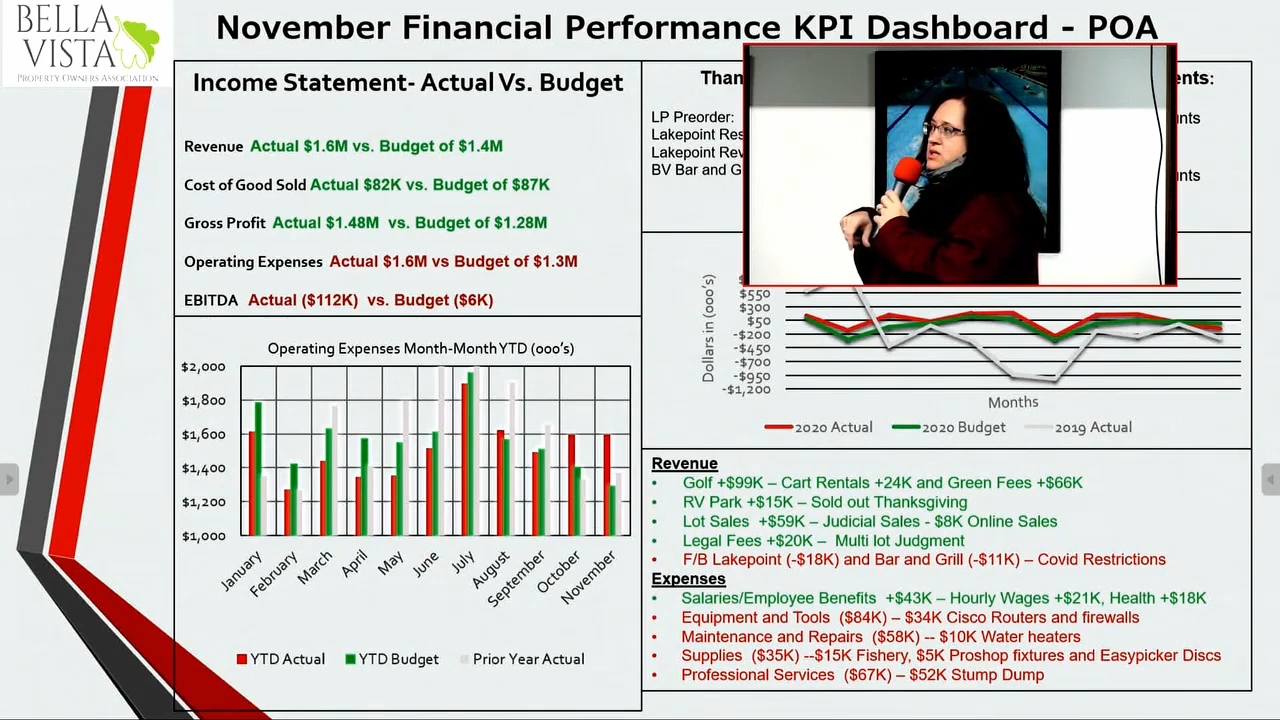 BELLA
VISTA
PROPERTY OWNERS ASSOCIATION
November Financial Performance KPI Dashboard - POA
Income Statement- Actual Vs. Budget
Revenue Actual $1.6M vs. Budget of $1.4M
Cost of Good Sold Actual $82K vs. Budget of $87K
Gross Profit Actual $1.48M vs. Budget of $1.28M
Operating Expenses Actual $1.6M vs Budget of $1.3M
EBITDA Actual ($112K) vs. Budget ($6K)
Operating Expenses Month-Month YTD (000's)
$2,000
$1,800
$1,600
$1,400
$1,200
$1,000
January
February
March
April
May
June
July
August
September
October
November
YTD Actual
YTD Budget
Prior Year Actual
LP Preorder:
Lakepoint
BV Bar and
Dollars in (000's)
$550
$300
$50
-$200
-$450
-$700
-$950
-$1,200
Months
2020 Actual
2020 Budget
2019 Actual
Revenue
• Golf +$99K – Cart Rentals +24K and Green Fees +$66K
• RV Park +$15K – Sold out Thanksgiving
• Lot Sales +$59K – Judicial Sales - $8K Online Sales
• Legal Fees +$20K – Multi lot Judgment
• F/B Lakepoint (-$18K) and Bar and Grill (-$11K) – Covid Restrictions
Expenses
• Salaries/Employee Benefits +$43K – Hourly Wages +$21K, Health +$18K
• Equipment and Tools ($84K) – $34K Cisco Routers and firewalls
• Maintenance and Repairs ($58K) -- $10K Water heaters
• Supplies ($35K) --$15K Fishery, $5K Proshop fixtures and Easypicker Discs
• Professional Services ($67K) – $52K Stump Dump